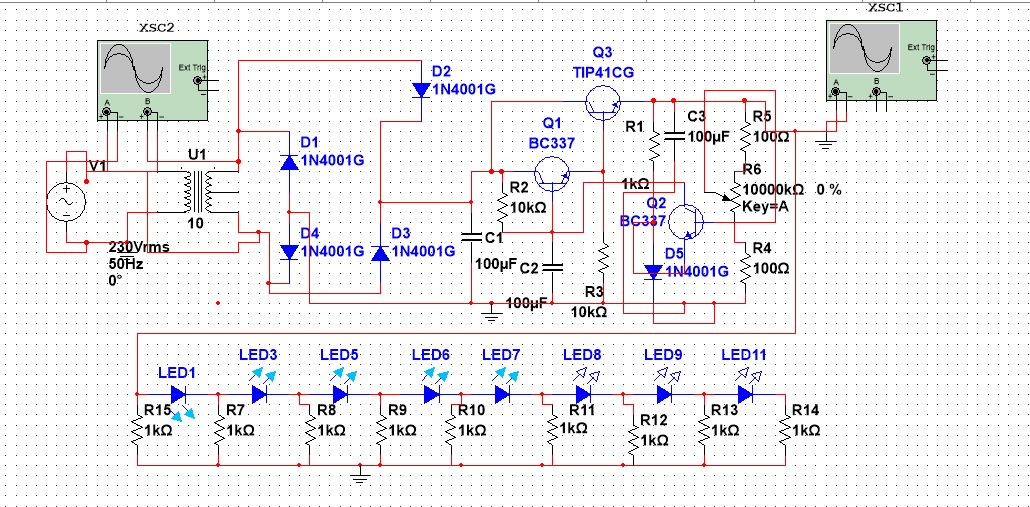 XSC2
Ext Trig
+
-
A
B
+ -
+ -
XSC1
Ext Trig
+
-
A
B
+ -
+ -
V1
+
-
230Vrms
50Hz
0°
U1
10
D2
1N4001G
D1
1N4001G
D4
1N4001G
D3
1N4001G
Q3
TIP41CG
Q1
BC337
R2
10kΩ
C1
100µF
C2
100µF
R3
10kΩ
R1
1kΩ
C3
100µF
Q2
BC337
D5
1N4001G
R5
100Ω
R6
10000kΩ 0 %
Key=A
R4
100Ω
LED1
LED3
LED5
LED6
LED7
LED8
LED9
LED11
R15
1kΩ
R7
1kΩ
R8
1kΩ
R9
1kΩ
R10
1kΩ
R11
1kΩ
R12
1kΩ
R13
1kΩ
R14
1kΩ